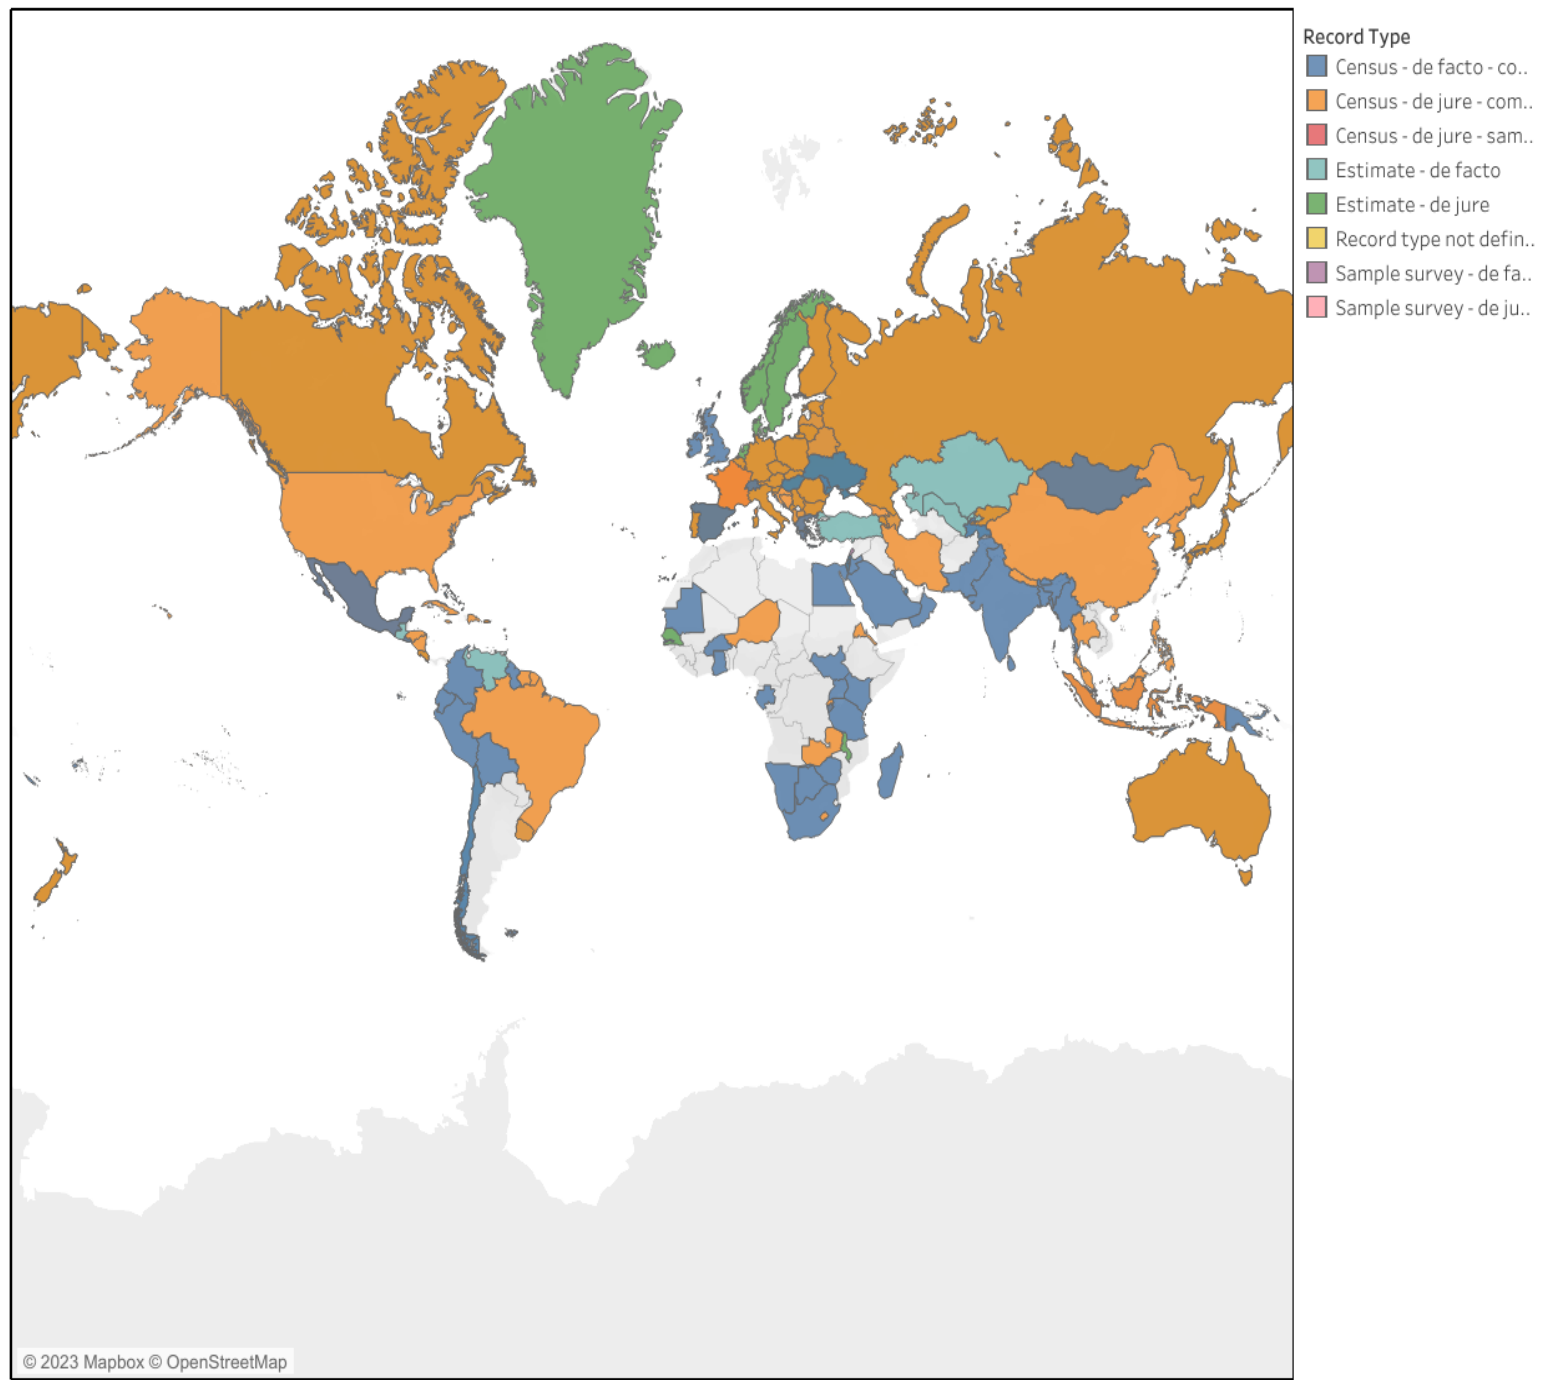 Record Type
Census - de facto - co..
Census - de jure - com..
Census - de jure - sam..
Estimate - de facto
Estimate - de jure
Record type not defin..
Sample survey - de fa..
Sample survey - de ju..
© 2023 Mapbox © OpenStreetMap